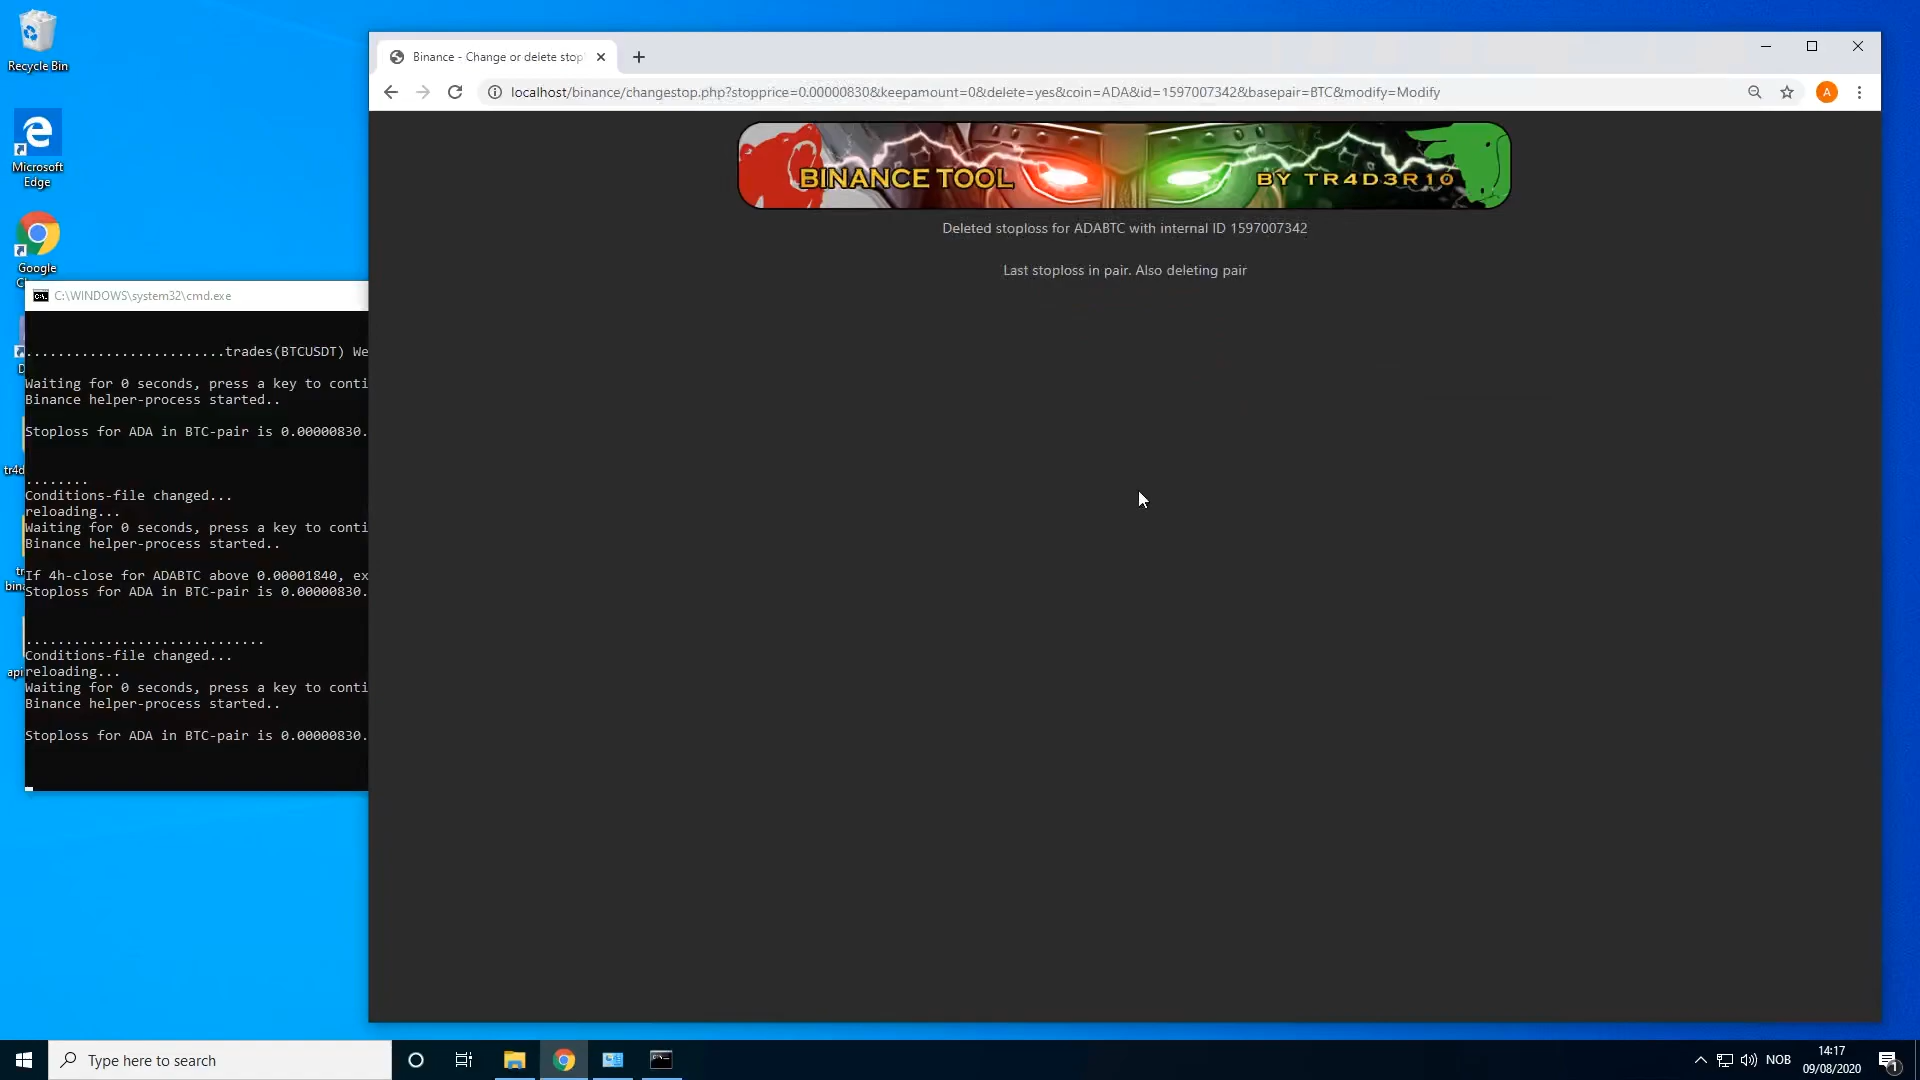 Recycle Bin
Microsoft
Edge
Google
Binance - Change or delete stop
localhost/binance/changestop.php?stopprice=0.00000830&keepamount=0&delete=yes&coin=ADA&id=1597007342&basepair=BTC&modify=Modify
A
BINANCE TOOL
BY TR4D3R10
Deleted stoploss for ADABTC with internal ID 1597007342
Last stoploss in pair. Also deleting pair
C:\WINDOWS\system32\cmd.exe
.........................trades(BTCUSDT) We
Waiting for 0 seconds, press a key to conti
Binance helper-process started..
Stoploss for ADA in BTC-pair is 0.00000830.
........
Conditions-file changed...
reloading...
Waiting for 0 seconds, press a key to conti
Binance helper-process started..
If 4h-close for ADABTC above 0.00001840, ex
Stoploss for ADA in BTC-pair is 0.00000830.
..............................
Conditions-file changed...
reloading...
Waiting for 0 seconds, press a key to conti
Binance helper-process started..
Stoploss for ADA in BTC-pair is 0.00000830.
Type here to search
NOB
14:17
09/08/2020
1